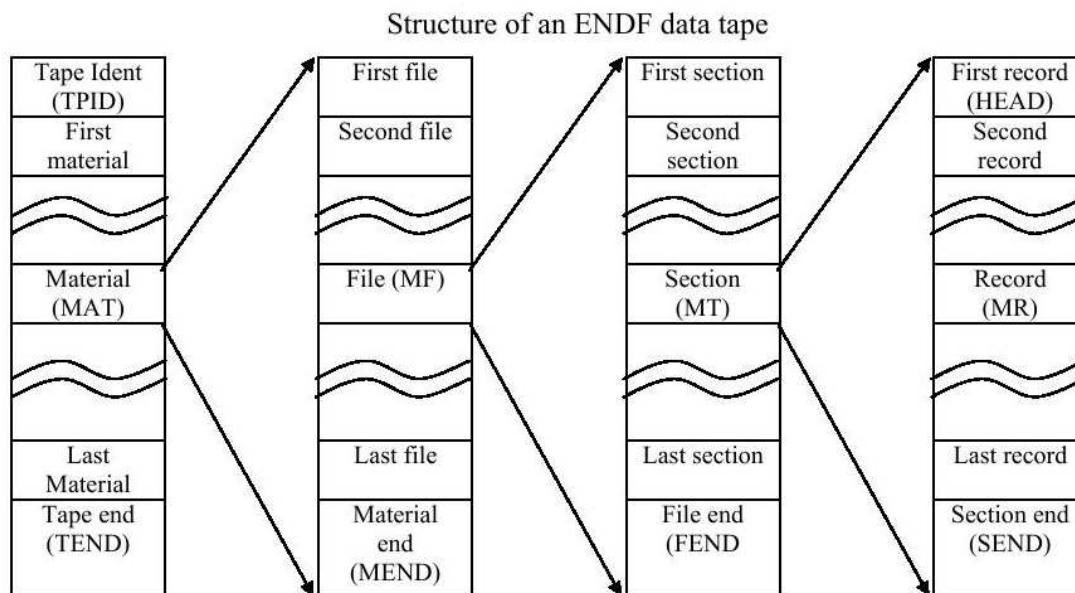 Structure of an ENDF data tape
Tape Ident
(TPID)
First
material
Material
(MAT)
Last
Material
Tape end
(TEND)
First file
Second file
File (MF)
Last file
Material
end
(MEND)
First section
Second
section
Section
(MT)
Last section
File end
(FEND
First record
(HEAD)
Second
record
Record
(MR)
Last record
Section end
(SEND)